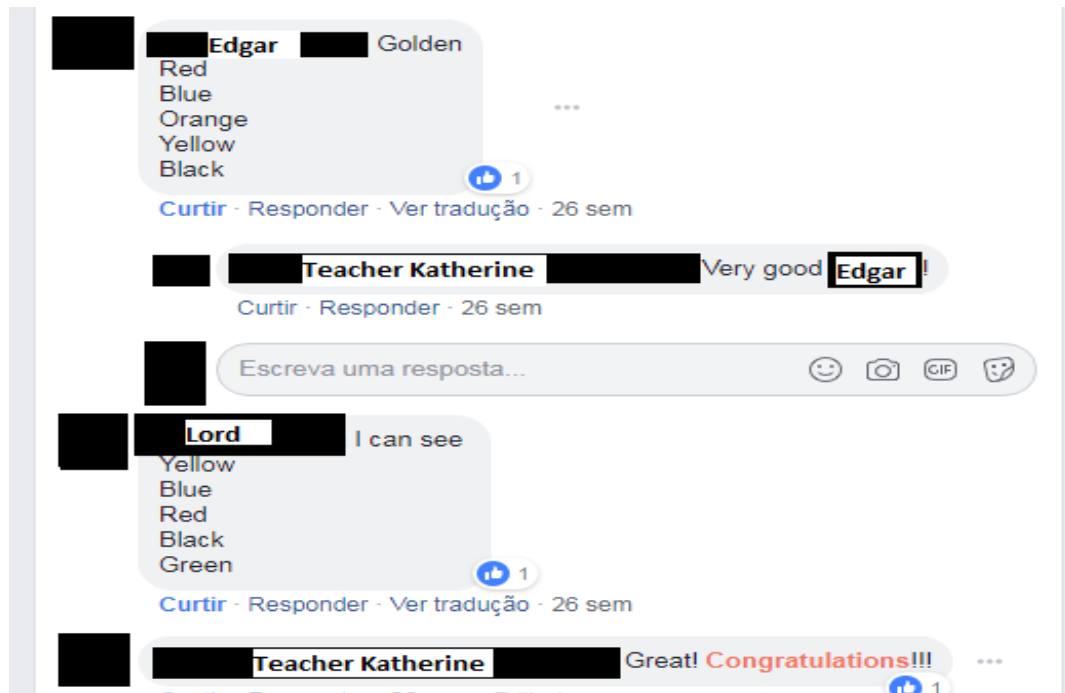 Edgar Golden
Red
Blue
Orange
Yellow
Black
1
Curtir · Responder · Ver tradução · 26 sem
Teacher Katherine Very good Edgar !
Curtir · Responder · 26 sem
Escreva uma resposta...
GIF
Lord I can see
Yellow
Blue
Red
Black
Green
1
Curtir · Responder · Ver tradução · 26 sem
Teacher Katherine Great! Congratulations!!!
1